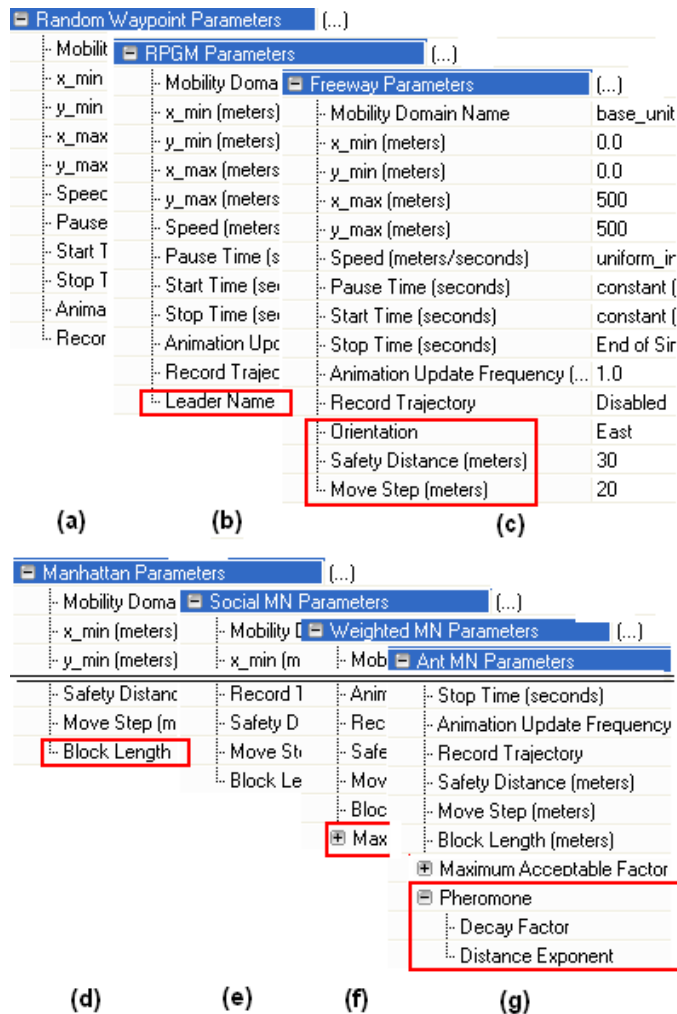 Random Waypoint Parameters (...)
Mobilit
x_min
y_min
x_max
y_max
Speec
Pause
Start T
Stop T
Anima
Recor
RPGM Parameters (...)
Mobility Doma
x_min (meters)
y_min (meters)
x_max (meters
y_max (meters
Speed (meters
Pause Time (s
Start Time (se
Stop Time (se
Animation Upd
Record Trajec
Leader Name
Freeway Parameters (...)
Mobility Domain Name base_unit
x_min (meters) 0.0
y_min (meters) 0.0
x_max (meters) 500
y_max (meters) 500
Speed (meters/seconds) uniform_in
Pause Time (seconds) constant (
Start Time (seconds) constant (
Stop Time (seconds) End of Sim
Animation Update Frequency (... 1.0
Record Trajectory Disabled
Orientation East
Safety Distance (meters) 30
Move Step (meters) 20
(a) (b) (c)
Manhattan Parameters (...)
Mobility Doma
x_min (meters)
y_min (meters)
Safety Distanc
Move Step (m
Block Length
Social MN Parameters (...)
Mobility D
x_min (m
Record T
Safety D
Move Ste
Block Le
Weighted MN Parameters (...)
Mob
Anim
Rec
Safe
Mov
Bloc
Max
Ant MN Parameters
Stop Time (seconds)
Animation Update Frequency
Record Trajectory
Safety Distance (meters)
Move Step (meters)
Block Length (meters)
Maximum Acceptable Factor
Pheromone
Decay Factor
Distance Exponent
(d) (e) (f) (g)